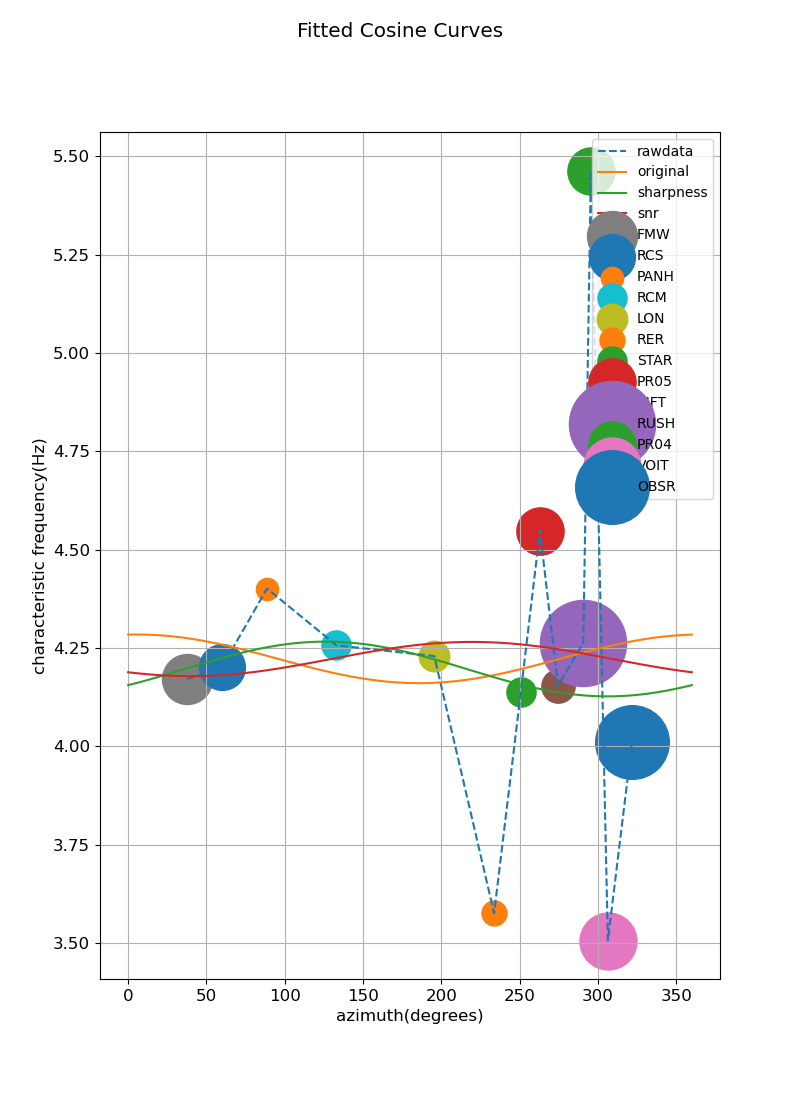 Fitted Cosine Curves
characteristic frequency(Hz)
5.50
5.25
5.00
4.75
4.50
4.25
4.00
3.75
3.50
rawdata
original
sharpness
snr
FMW
RCS
PANH
RCM
LON
RER
STAR
PR05
RUSH
PR04
VOIT
OBSR
0 50 100 150 200 250 300 350
azimuth(degrees)